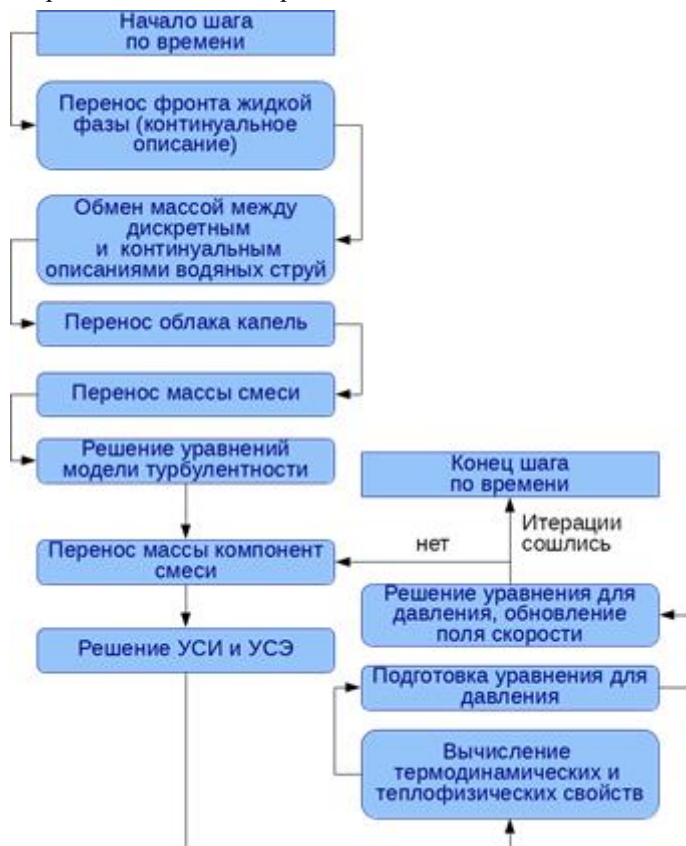 Начало шага
по времени
Перенос фронта жидкой
фазы (континуальное
описание)
Обмен массой между
дискретным
и континуальным
описаниями водяных струй
Перенос облака капель
Перенос массы смеси
Решение уравнений
модели турбулентности
Перенос массы компонент
смеси
Решение УСИ и УСЭ
Конец шага
по времени
нет
Итерации
сошлись
Решение уравнения для
давления, обновление
поля скорости
Подготовка уравнения для
давления
Вычисление
термодинамических и
теплофизических свойств